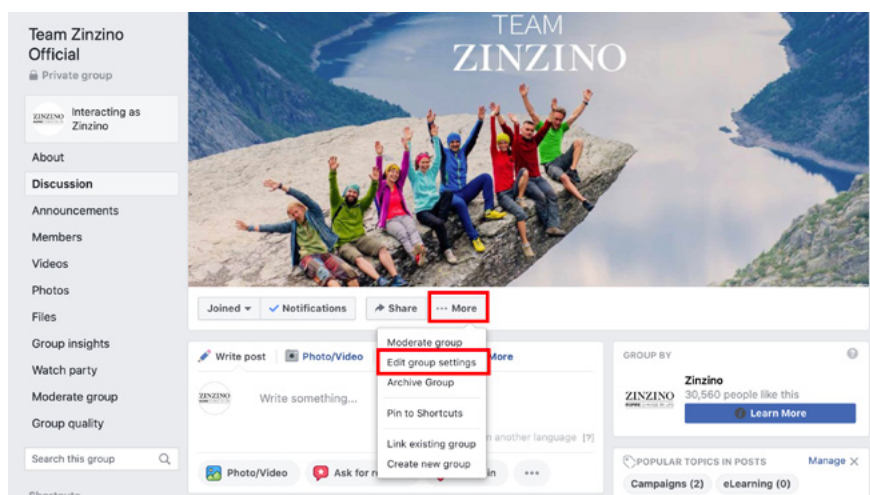 Team Zinzino
Official
Private group
ZINZINO
Interacting as
Zinzino
About
Discussion
Announcements
Members
Videos
Photos
Files
Group insights
Watch party
Moderate group
Group quality
Search this group
TEAM
ZINZINO
Joined
Notifications
Share
··· More
Moderate group
Edit group settings
Archive Group
Pin to Shortcuts
Link existing group
Create new group
Write post
Photo/Video
More
ZINZINO
Write something...
another language [?]
Photo/Video
Ask for
···
GROUP BY
ZINZINO
Zinzino
30,560 people like this
Learn More
POPULAR TOPICS IN POSTS
Manage
Campaigns (2)
eLearning (0)